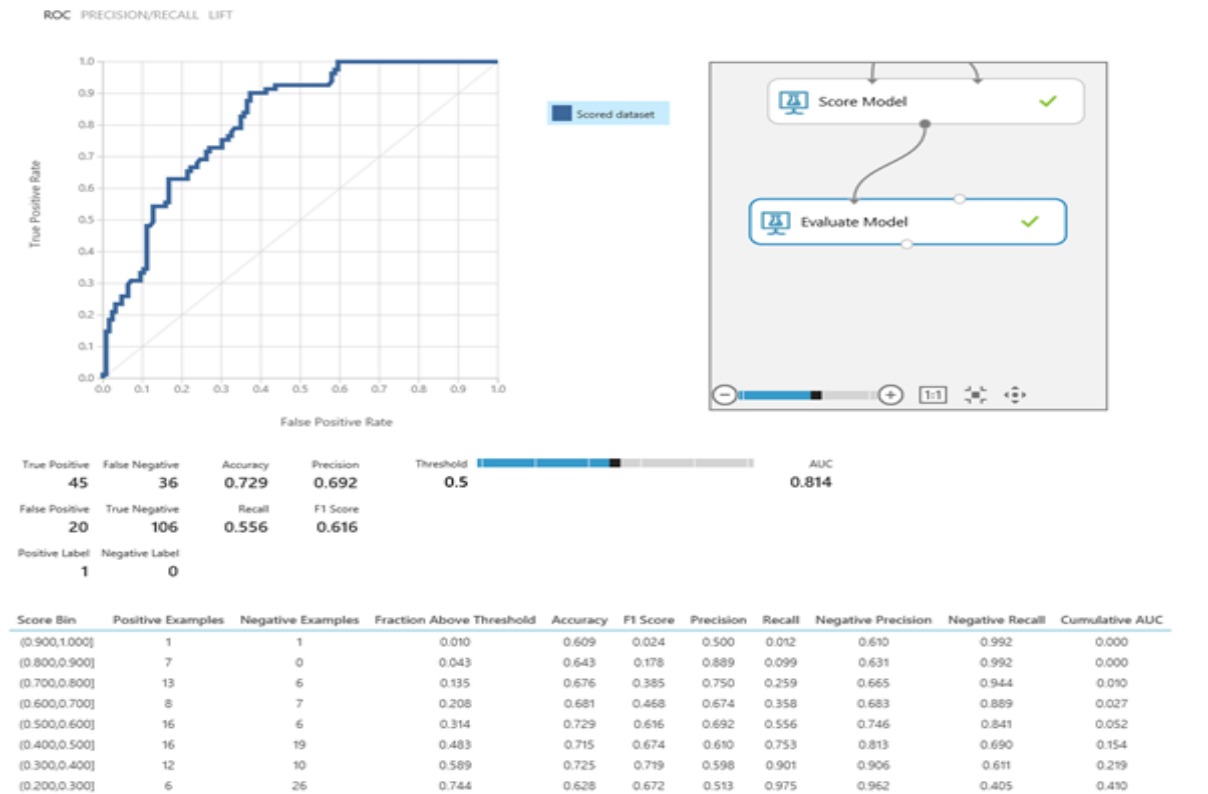 ROC PRECISION/RECALL LIFT
1.0
0.9
0.8
0.7
0.6
0.5
0.4
0.3
0.2
0.1
0.0
0.0 0.1 0.2 0.3 0.4 0.5 0.6 0.7 0.8 0.9 1.0
True Positive Rate
False Positive Rate
Scored dataset
Score Model
Evaluate Model
1:1
True Positive False Negative Accuracy Precision Threshold AUC
45 36 0.729 0.692 0.5 0.814
False Positive True Negative Recall F1 Score
20 106 0.556 0.616
Positive Label Negative Label
1 0
Score Bin Positive Examples Negative Examples Fraction Above Threshold Accuracy F1 Score Precision Recall Negative Precision Negative Recall Cumulative AUC
(0.900,1.000] 1 1 0.010 0.609 0.024 0.500 0.012 0.610 0.992 0.000
(0.800,0.900] 7 0 0.043 0.643 0.178 0.889 0.099 0.631 0.992 0.000
(0.700,0.800] 13 6 0.135 0.676 0.385 0.750 0.259 0.665 0.944 0.010
(0.600,0.700] 8 7 0.208 0.681 0.468 0.674 0.358 0.683 0.889 0.027
(0.500,0.600] 16 6 0.314 0.729 0.616 0.692 0.556 0.746 0.841 0.052
(0.400,0.500] 16 19 0.483 0.715 0.674 0.610 0.753 0.813 0.690 0.154
(0.300,0.400] 12 10 0.589 0.725 0.719 0.598 0.901 0.906 0.611 0.219
(0.200,0.300] 6 26 0.744 0.628 0.672 0.513 0.975 0.962 0.405 0.410